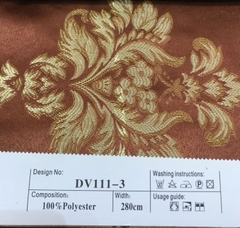 Design No:
DV111-3
Washing instructions:
Composition:
100%Polyester
Width:
280cm
Usage guide: